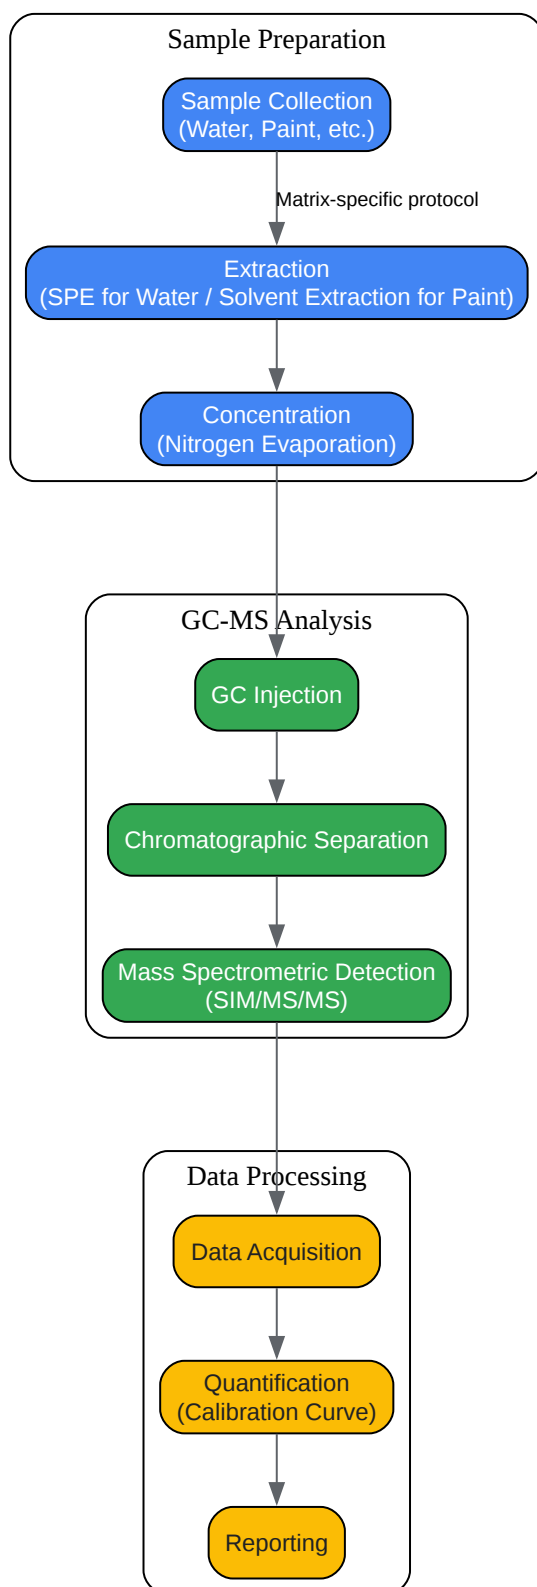 Sample Preparation
Sample Collection
(Water, Paint, etc.)
Matrix-specific protocol
Extraction
(SPE for Water / Solvent Extraction for Paint)
Concentration
(Nitrogen Evaporation)
GC-MS Analysis
GC Injection
Chromatographic Separation
Mass Spectrometric Detection
(SIM/MS/MS)
Data Processing
Data Acquisition
Quantification
(Calibration Curve)
Reporting